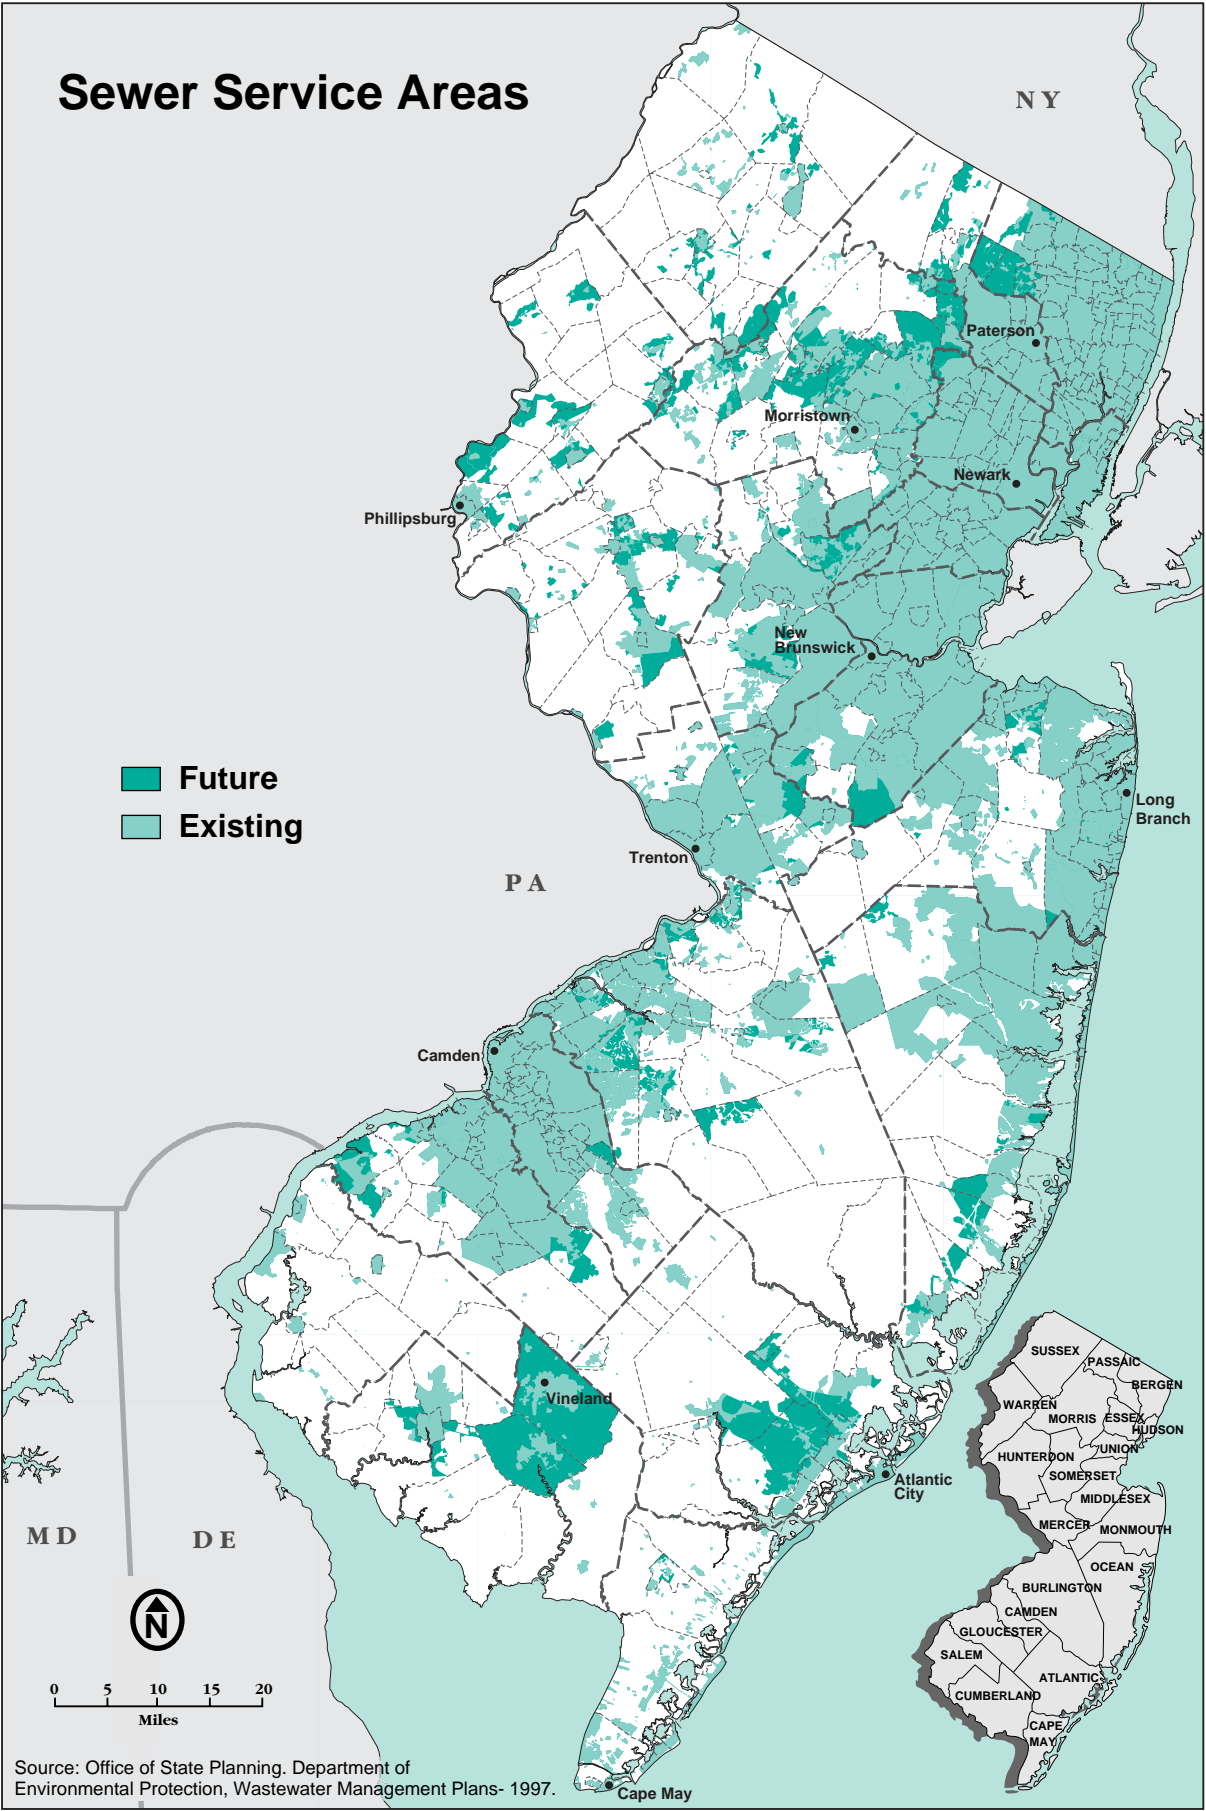 Sewer Service Areas
NY
Paterson
Morristown
Newark
Phillipsburg
New
Brunswick
Future
Existing
Long
Branch
Trenton
PA
Camden
Vineland
Atlantic
City
MD
DE
N
0 5 10 15 20
Miles
Cape May
Source: Office of State Planning. Department of
Environmental Protection, Wastewater Management Plans- 1997.
SUSSEX
PASSAIC
BERGEN
WARREN
MORRIS
ESSEX
HUDSON
UNION
HUNTERDON
SOMERSET
MIDDLESEX
MERCER
MONMOUTH
OCEAN
BURLINGTON
CAMDEN
GLOUCESTER
SALEM
ATLANTIC
CUMBERLAND
CAPE
MAY